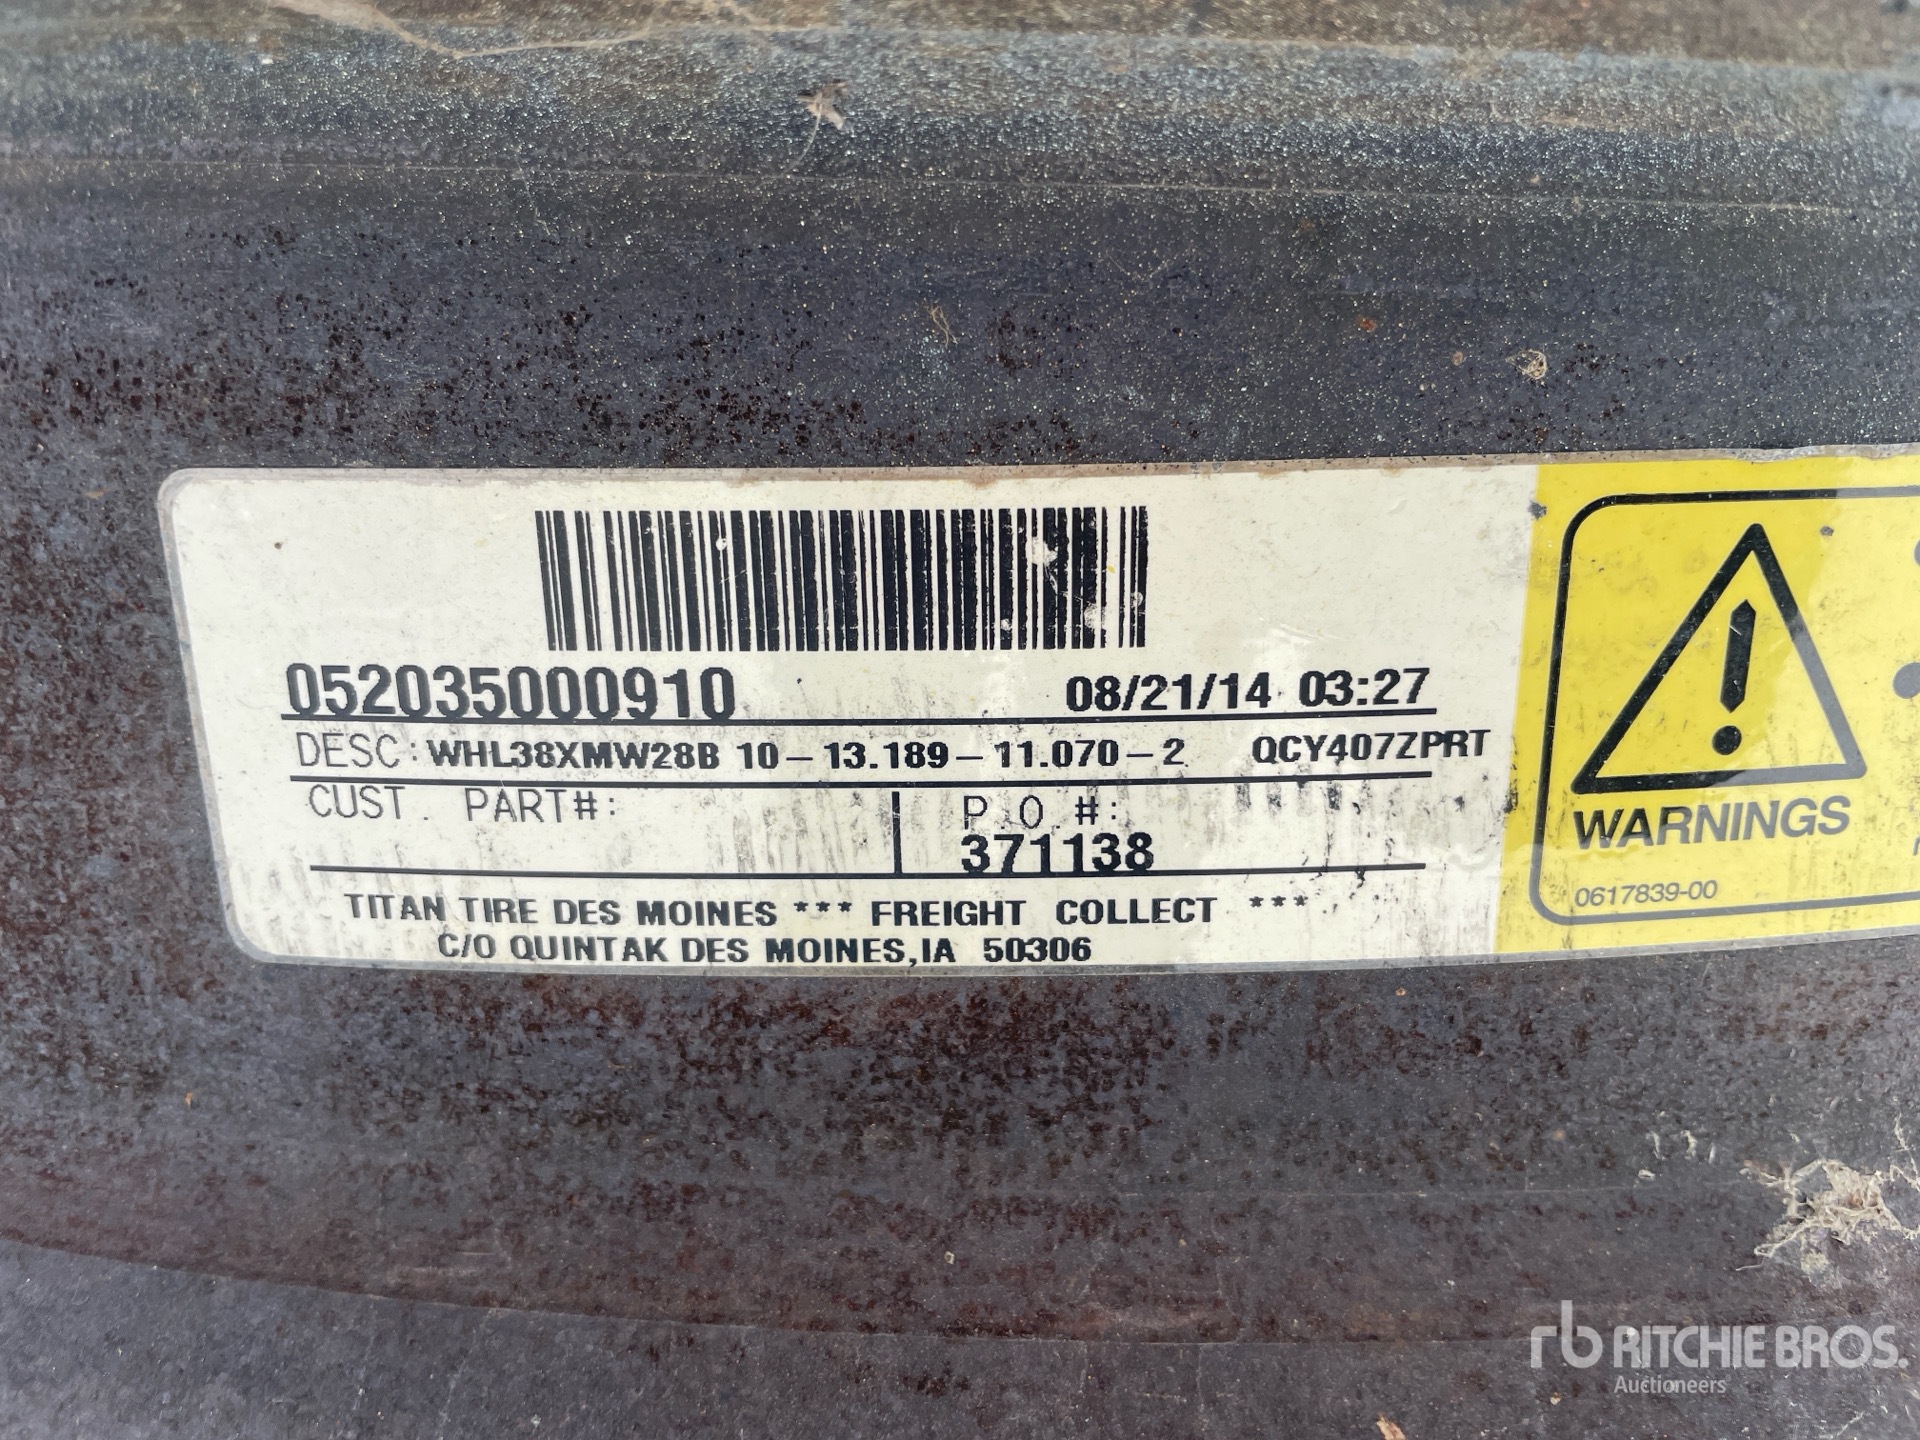 052035000910 08/21/14 03:27
DESC: WHL38XMW28B 10-13.189-11.070-2 QCY407ZPRT
CUST. PART#: P.O.#:
371138
TITAN TIRE DES MOINES *** FREIGHT COLLECT ***
C/O QUINTAK DES MOINES,IA 50306
WARNINGS
0617839-00
rb RITCHIE BROS.
Auctioneers